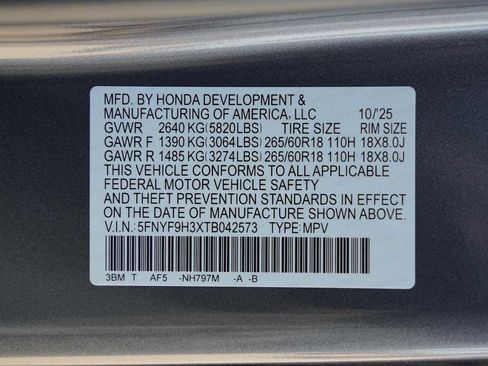 MFD. BY HONDA DEVELOPMENT &
MANUFACTURING OF AMERICA, LLC 10/'25
GVWR 2640 KG(5820LBS) TIRE SIZE RIM SIZE
GAWR F 1390 KG(3064LBS) 265/60R18 110H 18X8.0J
GAWR R 1485 KG(3274LBS) 265/60R18 110H 18X8.0J
THIS VEHICLE CONFORMS TO ALL APPLICABLE
FEDERAL MOTOR VEHICLE SAFETY
AND THEFT PREVENTION STANDARDS IN EFFECT
ON THE DATE OF MANUFACTURE SHOWN ABOVE.
V.I.N.: 5FNYF9H3XTB042573 TYPE: MPV
3BM T AF5 -NH797M -A -B